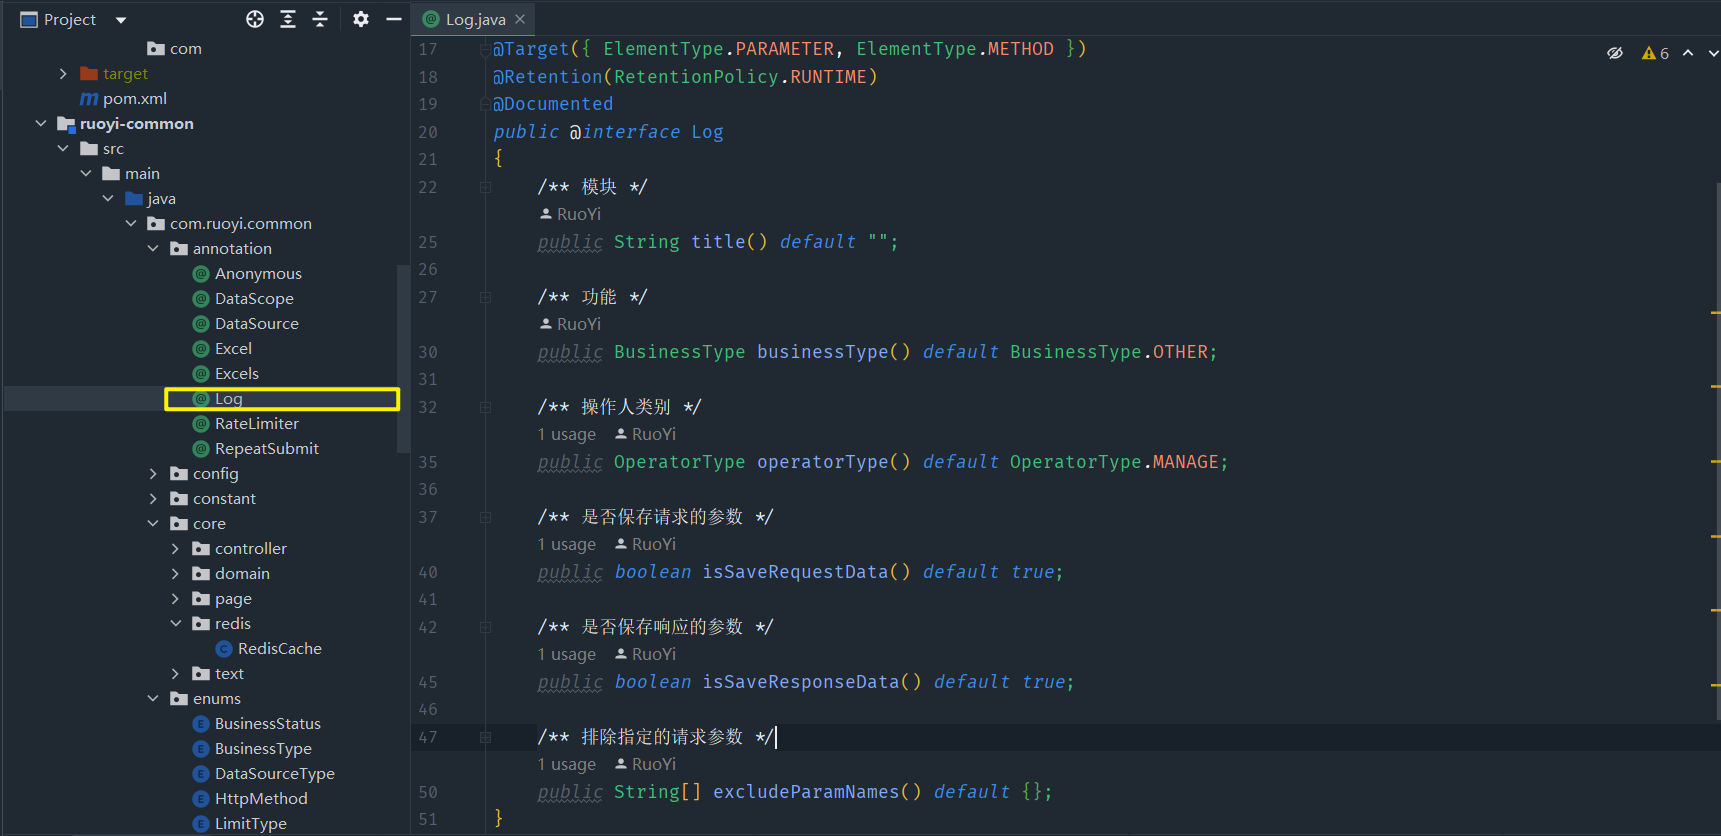 Project
com
target
pom.xml
ruoyi-common
src
main
java
com.ruoyi.common
annotation
Anonymous
DataScope
DataSource
Excel
Excels
Log
RateLimiter
RepeatSubmit
config
constant
core
controller
domain
page
redis
RedisCache
text
enums
BusinessStatus
BusinessType
DataSourceType
HttpMethod
LimitType
Log.java
6
17 @Target({ ElementType.PARAMETER, ElementType.METHOD })
18 @Retention(RetentionPolicy.RUNTIME)
19 @Documented
20 public @interface Log
21 {
22 /** 模块 */
RuoYi
25 public String title() default "";
26
27 /** 功能 */
RuoYi
30 public BusinessType businessType() default BusinessType.OTHER;
31
32 /** 操作人类别 */
1 usage RuoYi
35 public OperatorType operatorType() default OperatorType.MANAGE;
36
37 /** 是否保存请求的参数 */
1 usage RuoYi
40 public boolean isSaveRequestData() default true;
41
42 /** 是否保存响应的参数 */
1 usage RuoYi
45 public boolean isSaveResponseData() default true;
46
47 /** 排除指定的请求参数 */
1 usage RuoYi
50 public String[] excludeParamNames() default {};
51 }